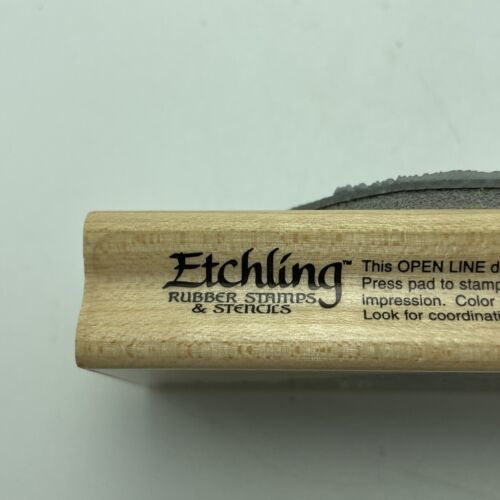 Etchling™
RUBBER STAMPS
& STENCILS
This OPEN LINE d
Press pad to stamp
impression. Color
Look for coordinati